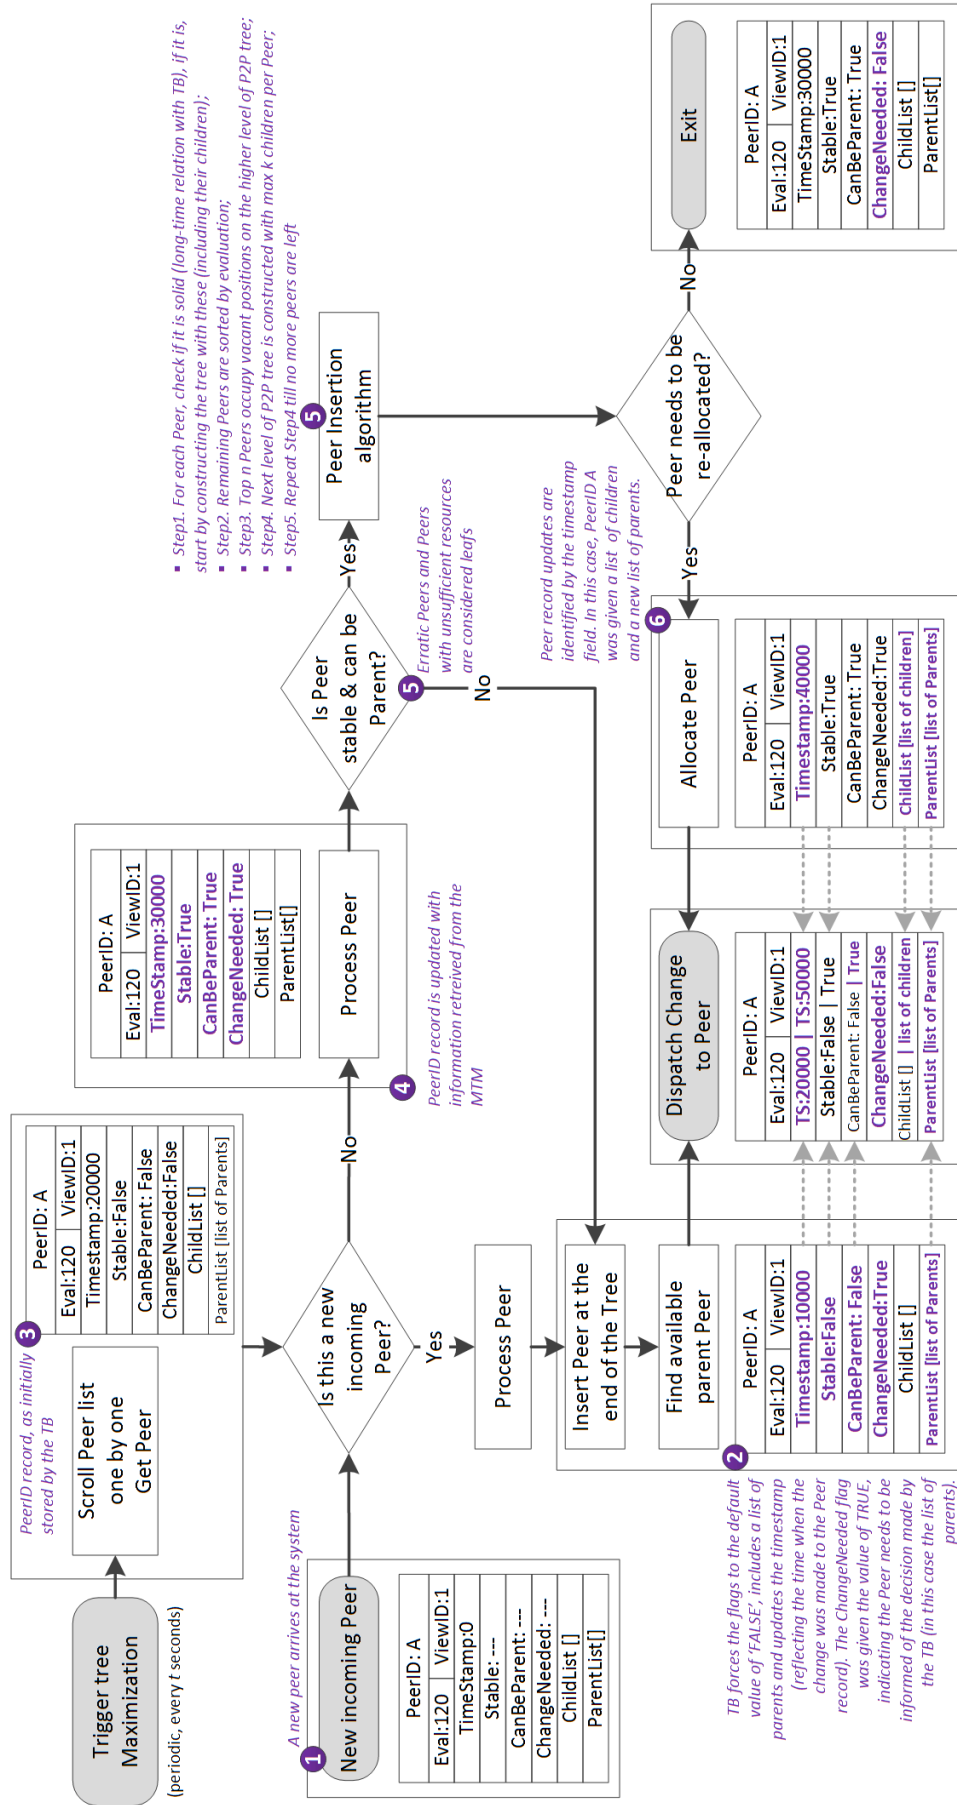 Trigger tree
Maximization
(periodic, every t seconds)
PeerID record, as initially
stored by the TB
3
Scroll Peer list
one by one
Get Peer
PeerID: A
Eval:120 ViewID:1
Timestamp:20000
Stable:False
CanBeParent: False
ChangeNeeded:False
ChildList []
ParentList [list of Parents]
A new peer arrives at the system
1
New incoming Peer
PeerID: A
Eval:120 ViewID:1
TimeStamp:0
Stable: ---
CanBeParent: ---
ChangeNeeded: ---
ChildList []
ParentList[]
Is this a new
incoming
Peer?
No
Yes
PeerID: A
Eval:120 ViewID:1
TimeStamp:30000
Stable:True
CanBeParent: True
ChangeNeeded: True
ChildList []
ParentList[]
Process Peer
4
PeerID record is updated with
information retreived from the
MTM
Is Peer
stable & can be
Parent?
Yes
5
No
Erratic Peers and Peers
with unsufficient resources
are considered leafs
▪ Step1. For each Peer, check if it is solid (long-time relation with TB), if it is,
start by constructing the tree with these (including their children);
▪ Step2. Remaining Peers are sorted by evaluation;
▪ Step3. Top n Peers occupy vacant positions on the higher level of P2P tree;
▪ Step4. Next level of P2P tree is constructed with max k children per Peer;
▪ Step5. Repeat Step4 till no more peers are left
5
Peer Insertion
algorithm
Process Peer
Insert Peer at the
end of the Tree
Find available
parent Peer
2
TB forces the flags to the default
value of ‘FALSE’, includes a list of
parents and updates the timestamp
(reflecting the time when the
change was made to the Peer
record). The ChangeNeeded flag
was given the value of TRUE,
indicating the Peer needs to be
informed of the decision made by
the TB (in this case the list of
parents).
PeerID: A
Eval:120 ViewID:1
Timestamp:10000
Stable:False
CanBeParent: False
ChangeNeeded:True
ChildList []
ParentList [list of Parents]
Dispatch Change
to Peer
PeerID: A
Eval:120 ViewID:1
TS:20000 | TS:50000
Stable:False | True
CanBeParent: False | True
ChangeNeeded:False
ChildList [] | list of children
ParentList [list of Parents]
Peer record updates are
identified by the timestamp
field. In this case, PeerID A
was given a list of children
and a new list of parents.
6
Allocate Peer
PeerID: A
Eval:120 ViewID:1
Timestamp:40000
Stable:True
CanBeParent: True
ChangeNeeded:True
ChildList [list of children]
ParentList [list of Parents]
Yes
Peer needs to be
re-allocated?
No
Exit
PeerID: A
Eval:120 ViewID:1
TimeStamp:30000
Stable:True
CanBeParent: True
ChangeNeeded: False
ChildList []
ParentList[]